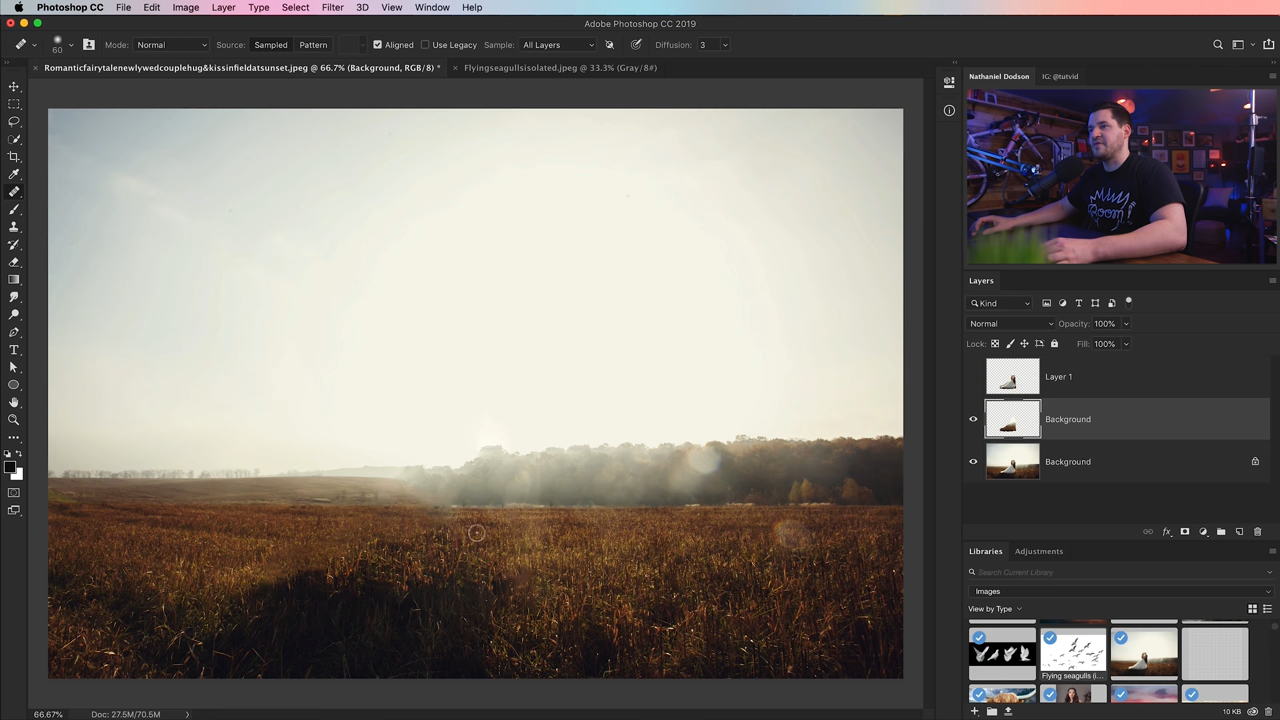 Photoshop CC File Edit Image Layer Type Select Filter 3D View Window Help
Adobe Photoshop CC 2019
60 Mode: Normal Source: Sampled Pattern Aligned Use Legacy Sample: All Layers Diffusion: 3
Romanticfairytalenewlywedcouplehug&kissinfieldatsunset.jpeg @ 66.7% (Background, RGB/8) * Flyingseagullsisolated.jpeg @ 33.3% (Gray/8#)
Nathaniel Dodson IG: @tutvid
Boom!
Layers
Kind
Normal Opacity: 100%
Lock: Fill: 100%
Layer 1
Background
Background
Libraries Adjustments
Search Current Library
Images
View by Type
Flying seagulls (i...
66.67% Doc: 27.5M/70.5M
10 KB